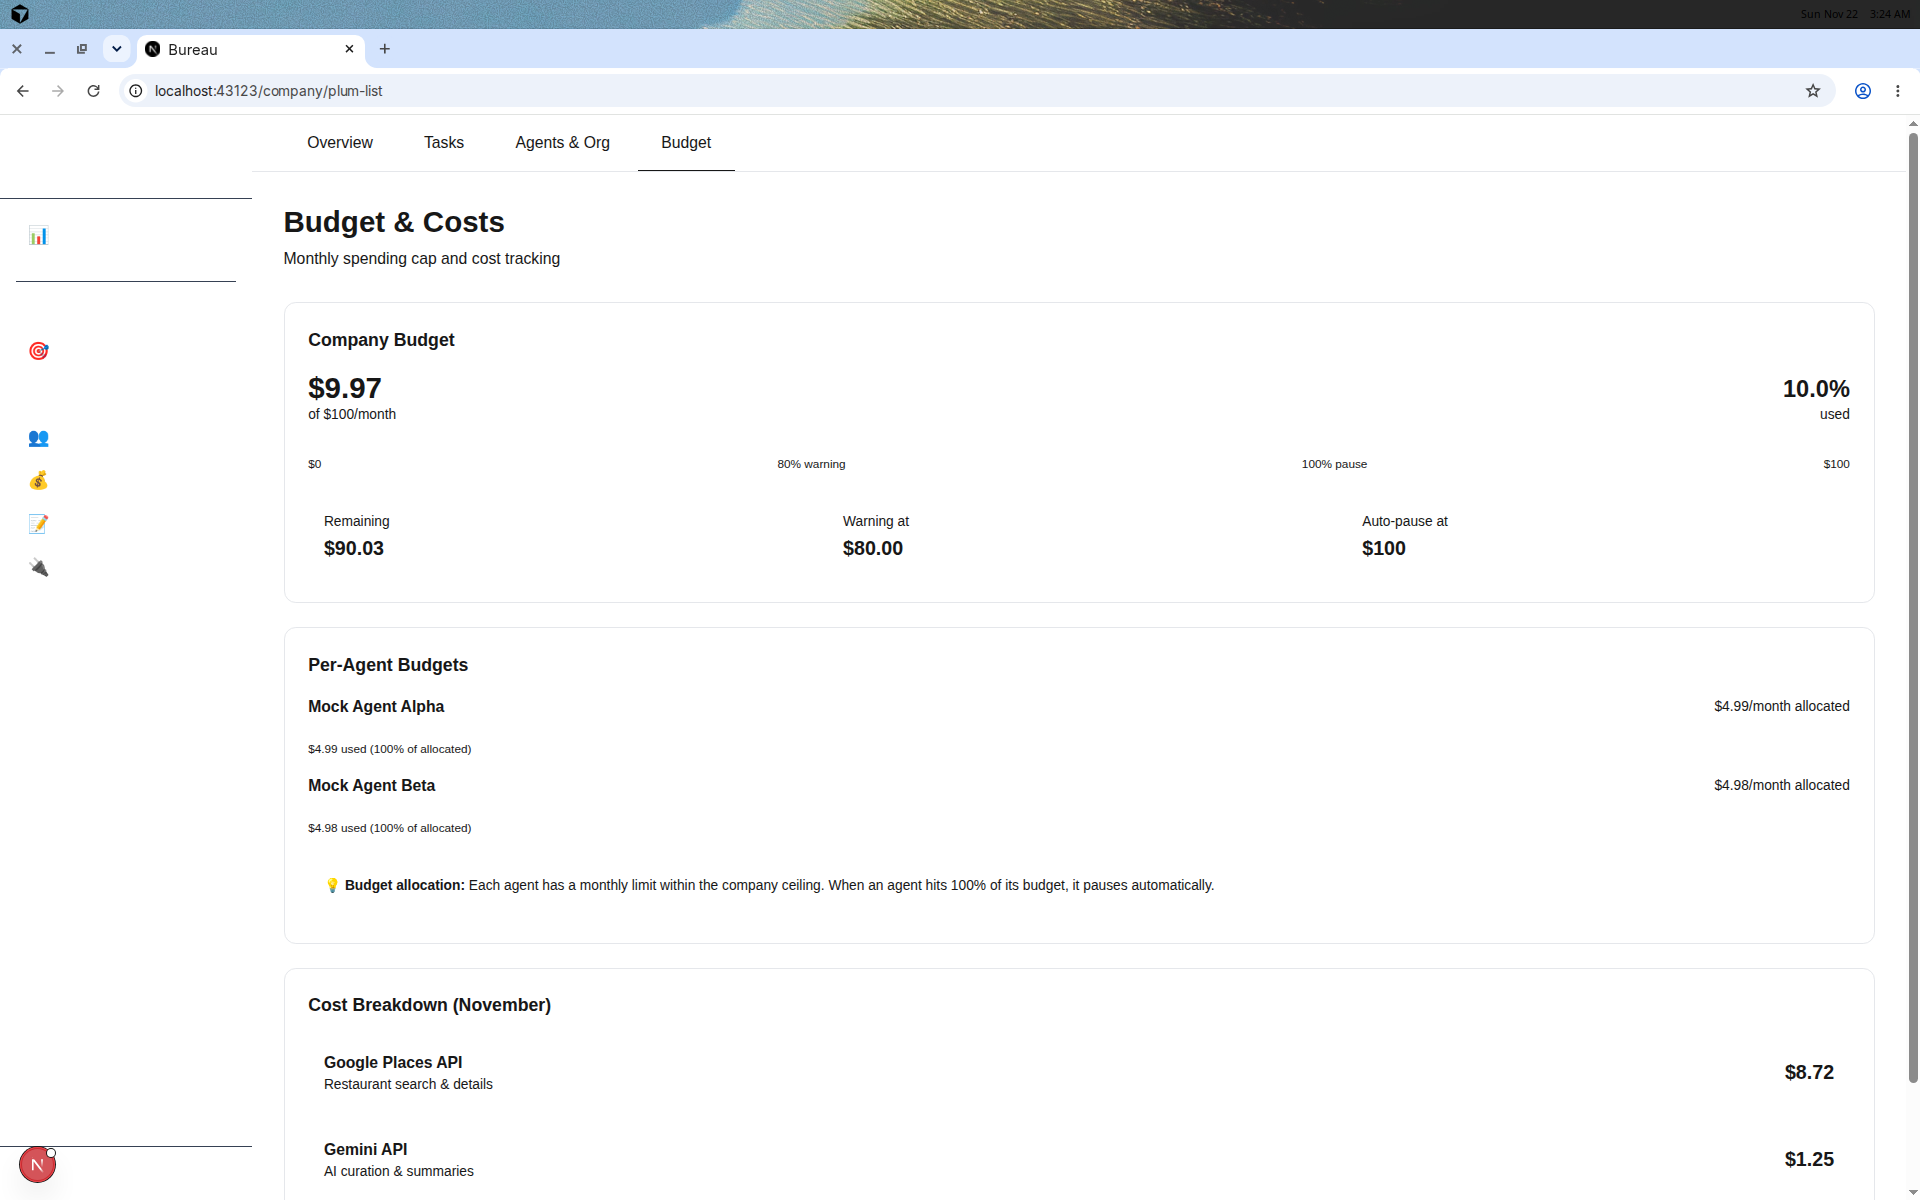 Sun Nov 22 3:24 AM
Bureau
localhost:43123/company/plum-list
Overview Tasks Agents & Org Budget
Budget & Costs
Monthly spending cap and cost tracking
Company Budget
$9.97 10.0%
of $100/month used
$0 80% warning 100% pause $100
Remaining Warning at Auto-pause at
$90.03 $80.00 $100
Per-Agent Budgets
Mock Agent Alpha $4.99/month allocated
$4.99 used (100% of allocated)
Mock Agent Beta $4.98/month allocated
$4.98 used (100% of allocated)
💡 Budget allocation: Each agent has a monthly limit within the company ceiling. When an agent hits 100% of its budget, it pauses automatically.
Cost Breakdown (November)
Google Places API
Restaurant search & details
$8.72
Gemini API
AI curation & summaries
$1.25
N